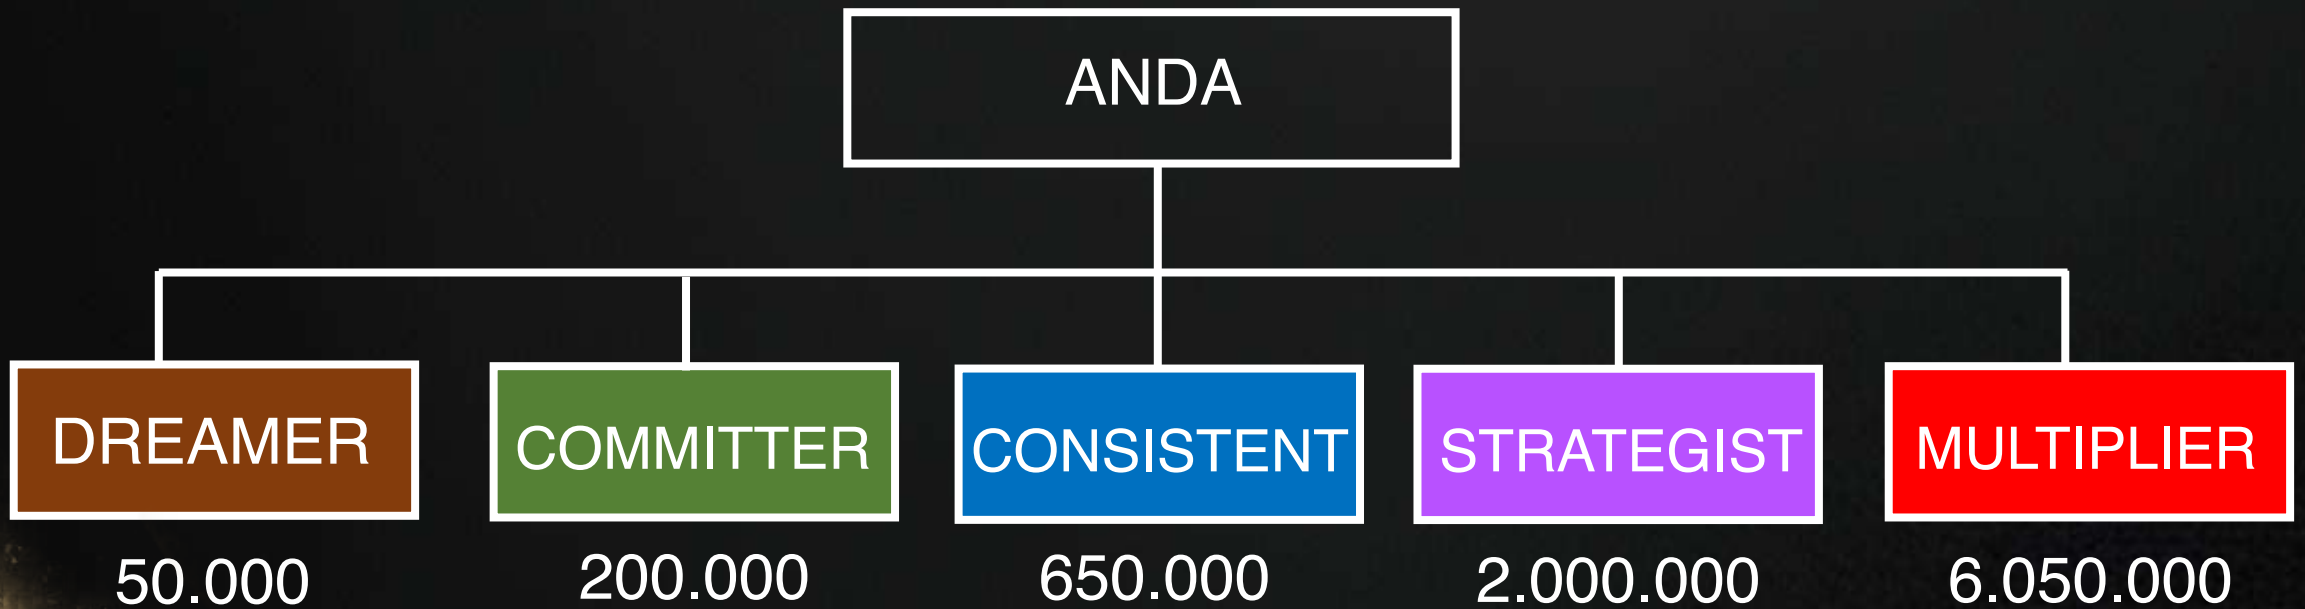 ANDA
DREAMER
COMMITTER
CONSISTENT
STRATEGIST
MULTIPLIER
50.000
200.000
650.000
2.000.000
6.050.000